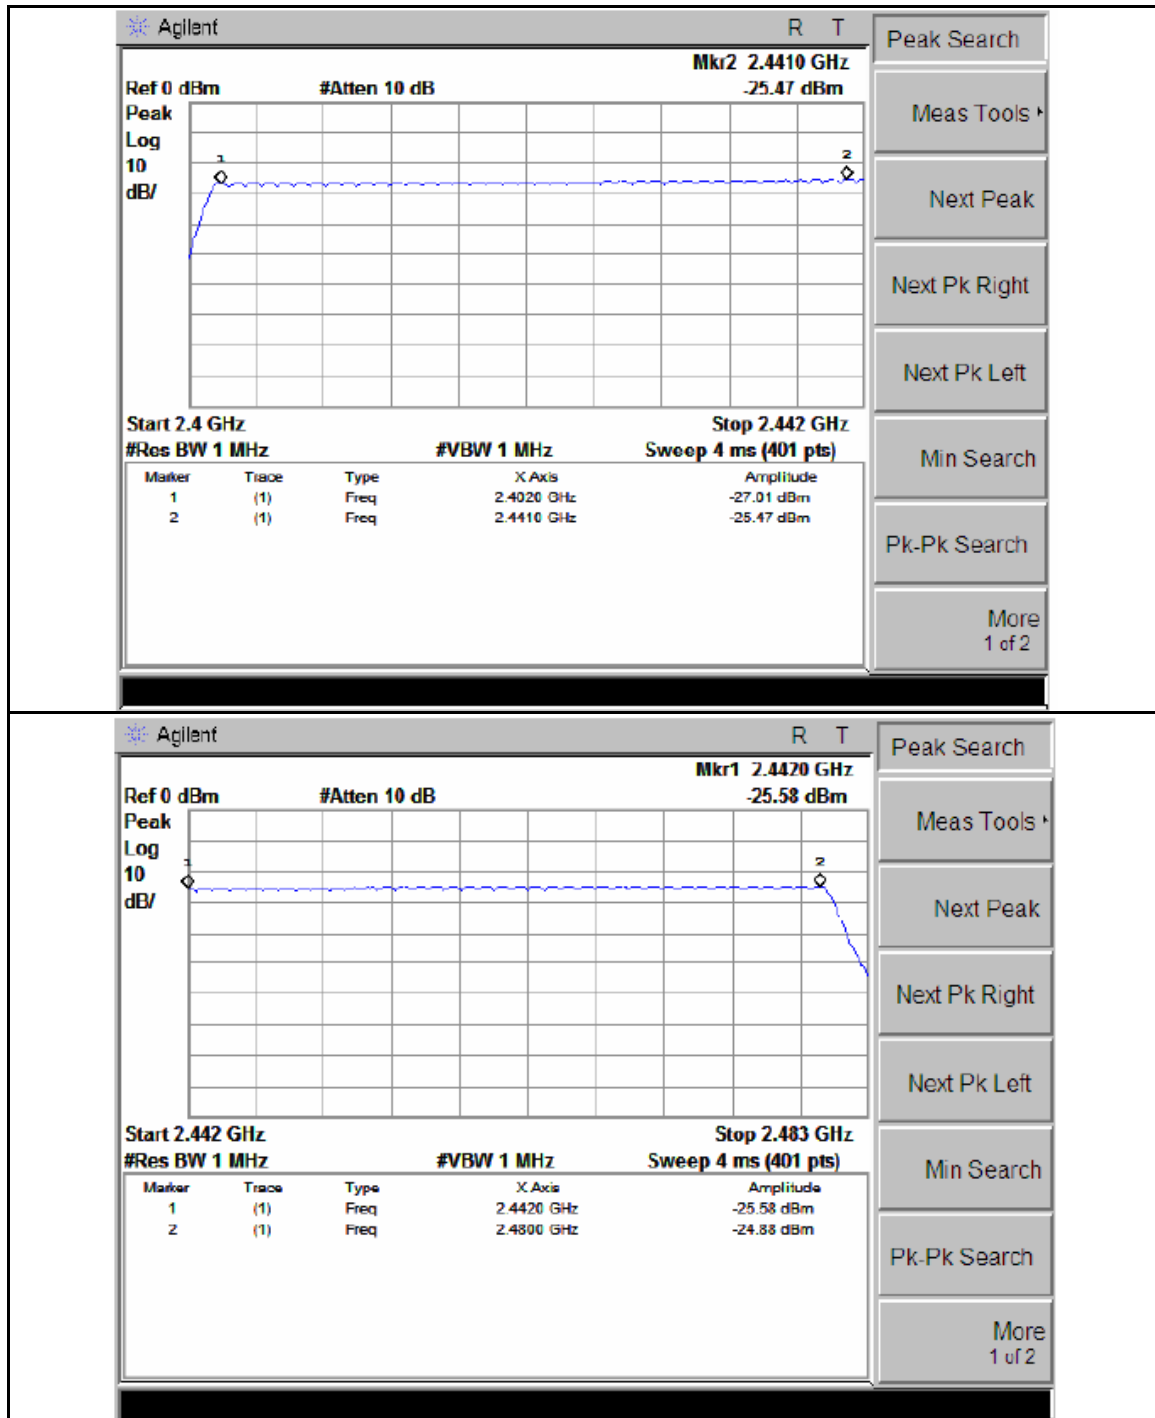 Agilent R T
Peak Search
Mkr2 2.4410 GHz
Ref 0 dBm #Atten 10 dB -25.47 dBm
Peak
Log
10
dB/
1
2
Meas Tools
Next Peak
Next Pk Right
Next Pk Left
Start 2.4 GHz Stop 2.442 GHz
#Res BW 1 MHz #VBW 1 MHz Sweep 4 ms (401 pts)
Marker Trace Type X Axis Amplitude
1 (1) Freq 2.4020 GHz -27.01 dBm
2 (1) Freq 2.4410 GHz -25.47 dBm
Min Search
Pk-Pk Search
More
1 of 2
Agilent R T
Peak Search
Mkr1 2.4420 GHz
Ref 0 dBm #Atten 10 dB -25.58 dBm
Peak
Log
10
dB/
1
2
Meas Tools
Next Peak
Next Pk Right
Next Pk Left
Start 2.442 GHz Stop 2.483 GHz
#Res BW 1 MHz #VBW 1 MHz Sweep 4 ms (401 pts)
Marker Trace Type X Axis Amplitude
1 (1) Freq 2.4420 GHz -25.58 dBm
2 (1) Freq 2.4800 GHz -24.88 dBm
Min Search
Pk-Pk Search
More
1 of 2